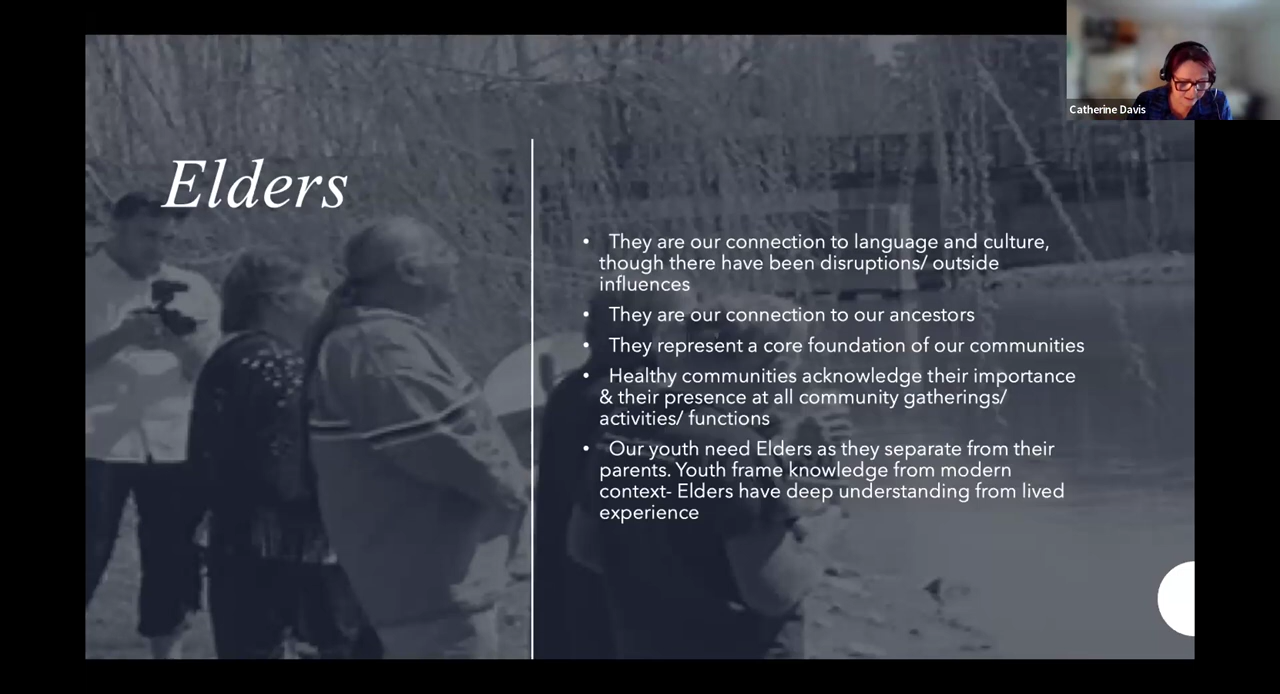 Catherine Davis
Elders
• They are our connection to language and culture,
though there have been disruptions/ outside
influences
• They are our connection to our ancestors
• They represent a core foundation of our communities
• Healthy communities acknowledge their importance
& their presence at all community gatherings/
activities/ functions
• Our youth need Elders as they separate from their
parents. Youth frame knowledge from modern
context- Elders have deep understanding from lived
experience